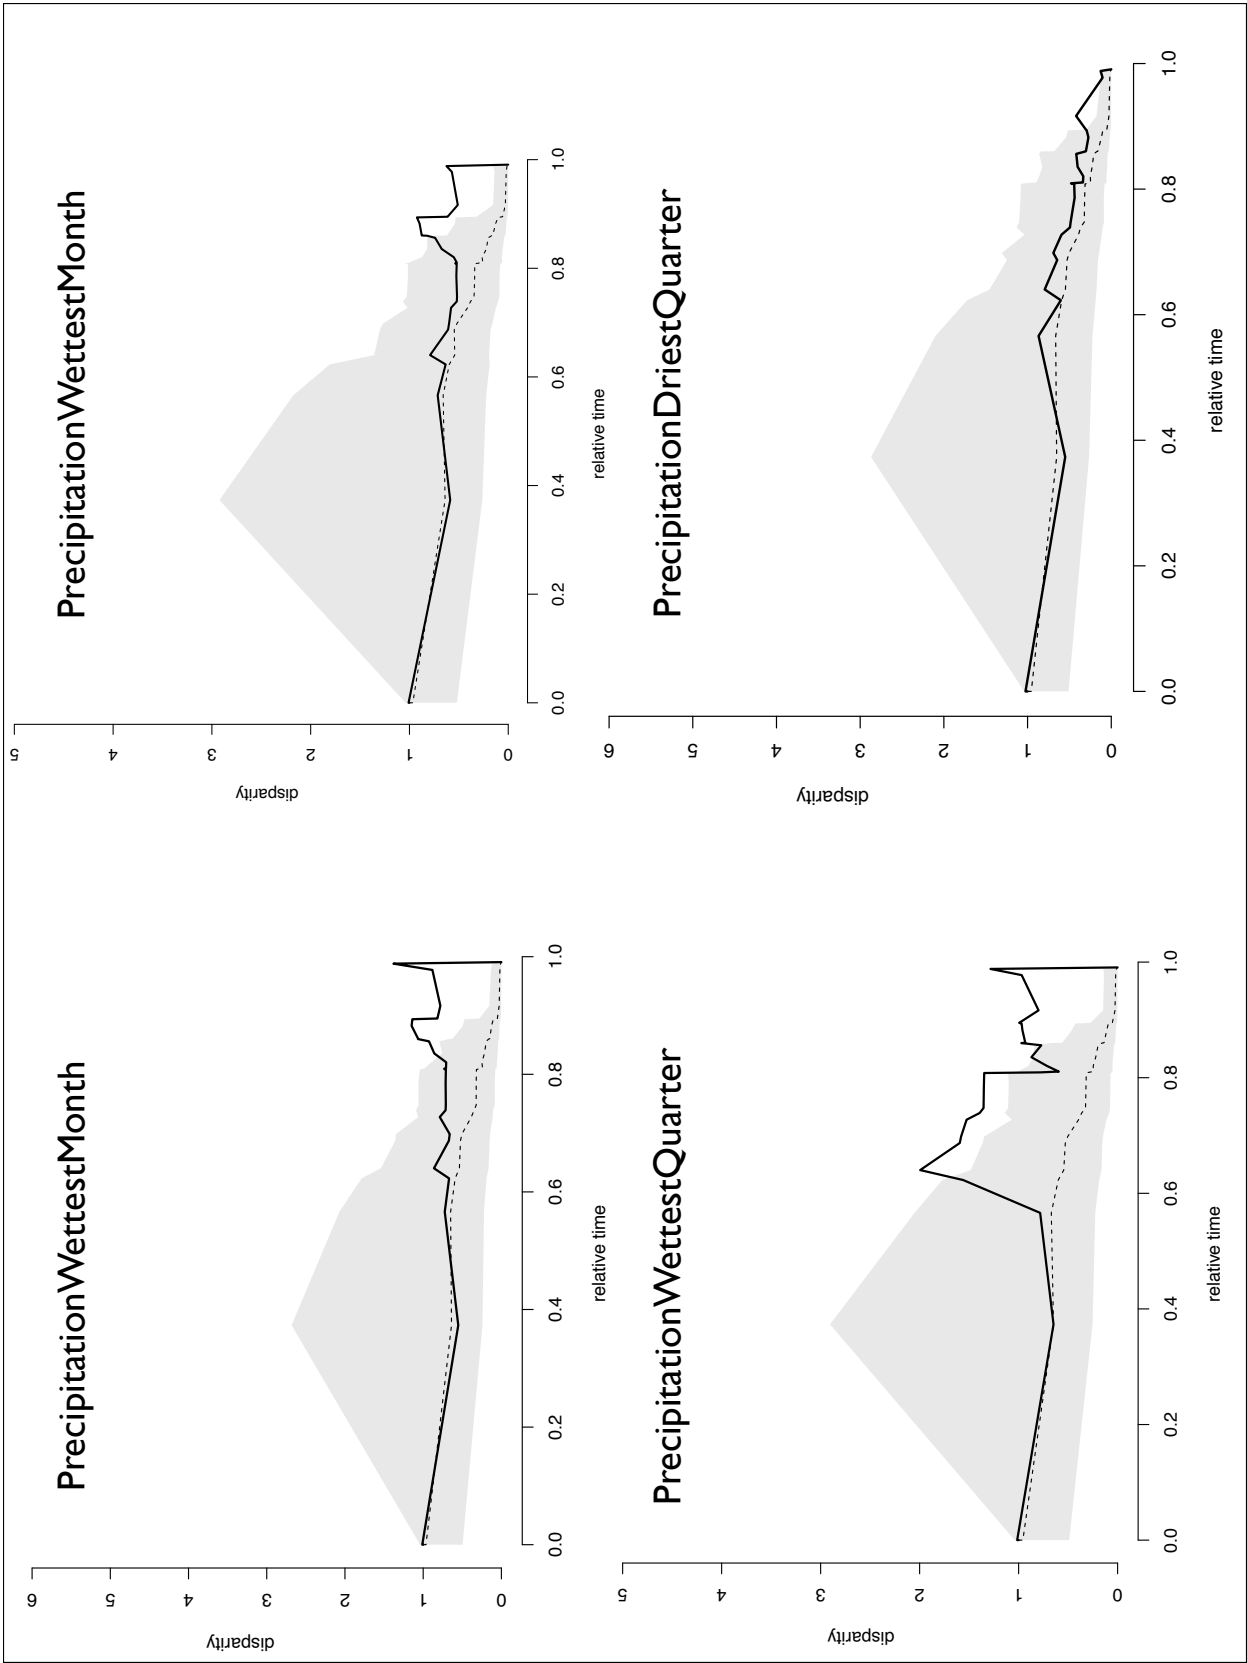 PrecipitationWettestMonth
disparity
6
5
4
3
2
1
0
0.0 0.2 0.4 0.6 0.8 1.0
relative time
PrecipitationWettestMonth
disparity
5
4
3
2
1
0
0.0 0.2 0.4 0.6 0.8 1.0
relative time
PrecipitationWettestQuarter
disparity
5
4
3
2
1
0
0.0 0.2 0.4 0.6 0.8 1.0
relative time
PrecipitationDriestQuarter
disparity
6
5
4
3
2
1
0
0.0 0.2 0.4 0.6 0.8 1.0
relative time